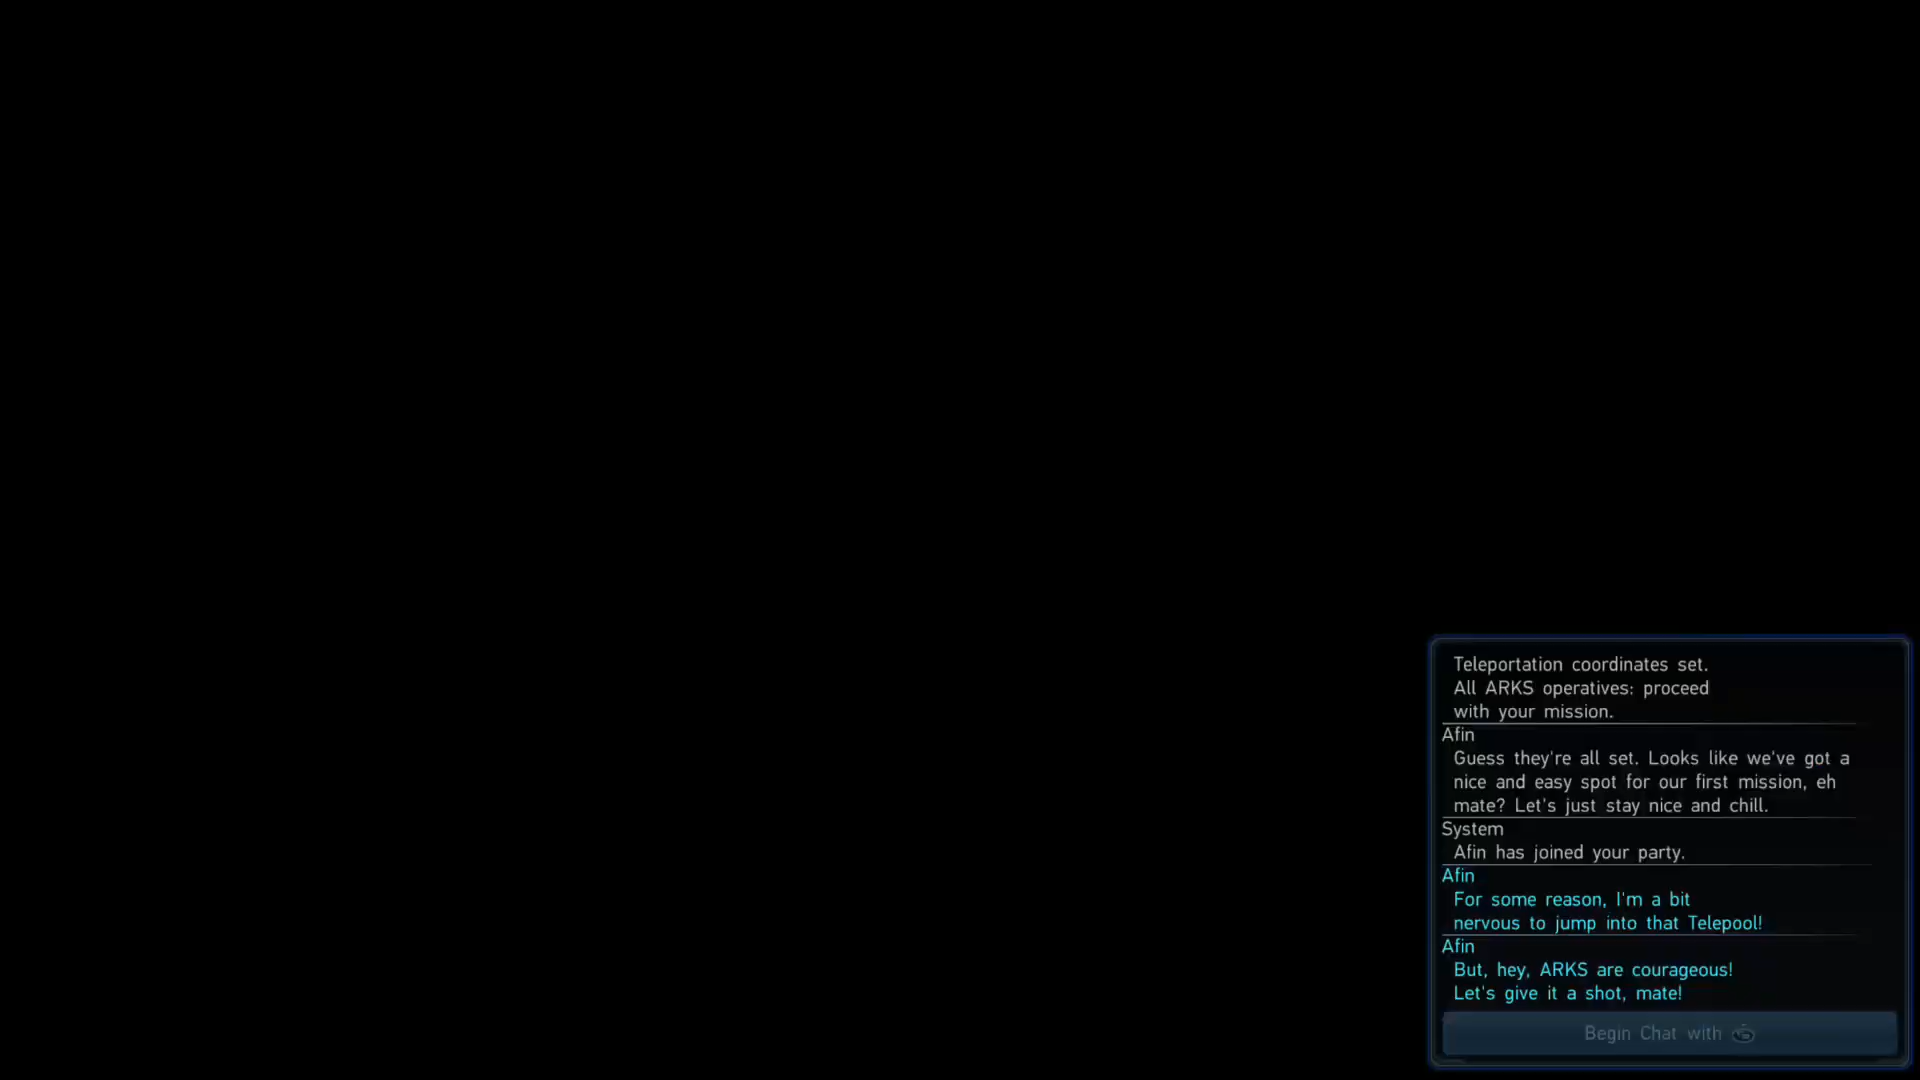 Teleportation coordinates set.
All ARKS operatives: proceed
with your mission.
Afin
Guess they're all set. Looks like we've got a
nice and easy spot for our first mission, eh
mate? Let's just stay nice and chill.
System
Afin has joined your party.
Afin
For some reason, I'm a bit
nervous to jump into that Telepool!
Afin
But, hey, ARKS are courageous!
Let's give it a shot, mate!
Begin Chat with